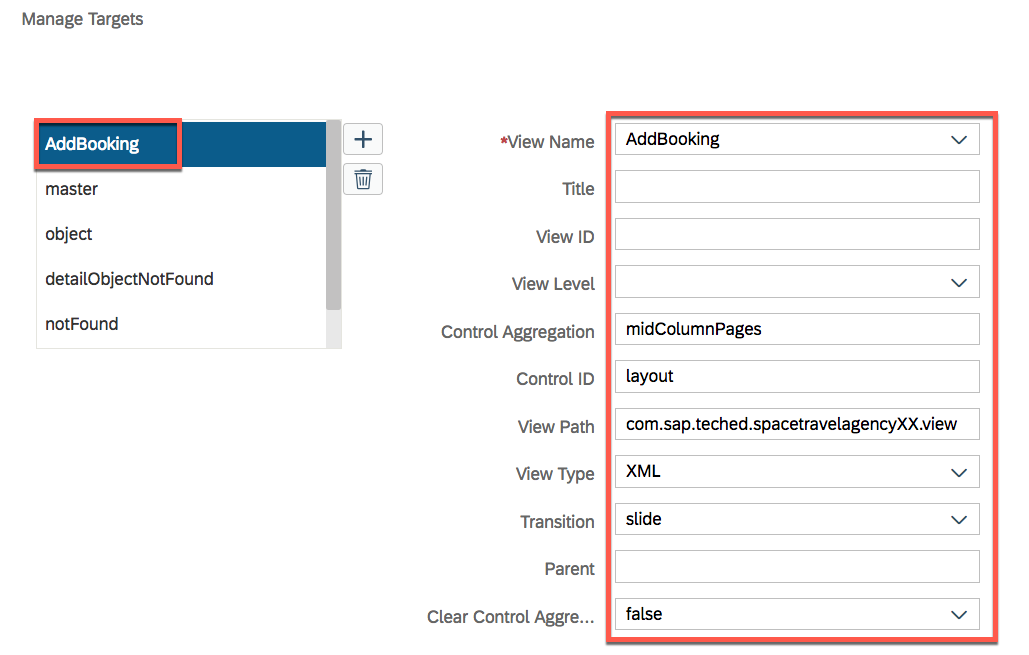 Manage Targets
AddBooking
master
object
detailObjectNotFound
notFound
*View Name AddBooking
Title
View ID
View Level
Control Aggregation midColumnPages
Control ID layout
View Path com.sap.teched.spacetravelagencyXX.view
View Type XML
Transition slide
Parent
Clear Control Aggre... false